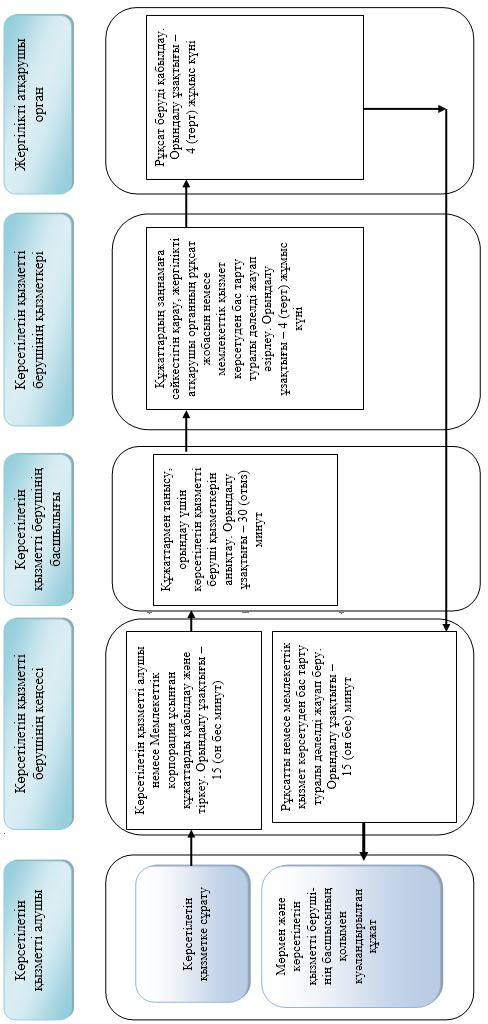 Көрсетілетін
қызметті алушы
Көрсетілетін қызметті
берушінің кеңсесі
Көрсетілетін
қызметті берушінің
басшылығы
Көрсетілетін қызметті
берушінің қызметкері
Жергілікті атқарушы
орган
Көрсетілетін
қызметке сұрату
Мөрмен және
көрсетілетін
қызметті беруші-
нің басшысының
қолымен
куәландырылған
құжат
Көрсетілетін қызметті алушы
немесе Мемлекеттік
корпорация ұсынған
құжаттарды қабылдау және
тіркеу. Орындалу ұзақтығы –
15 (он бес минут)
Рұқсатты немесе мемлекеттік
қызмет көрсетуден бас тарту
туралы дәлелді жауап беру.
Орындалу ұзақтығы –
15 (он бес) минут
Құжаттармен танысу,
орындау үшін
көрсетілетін қызметті
беруші қызметкерін
анықтау. Орындалу
ұзақтығы – 30 (отыз)
минут
Құжаттардың заңнамаға
сәйкестігін қарау, жергілікті
атқарушы органның рұқсат
жобасын немесе
мемлекеттік қызмет
көрсетуден бас тарту
туралы дәлелді жауап
әзірлеу. Орындалу
ұзақтығы – 4 (төрт) жұмыс
күні
Рұқсат беруді қабылдау.
Орындалу ұзақтығы –
4 (төрт) жұмыс күні